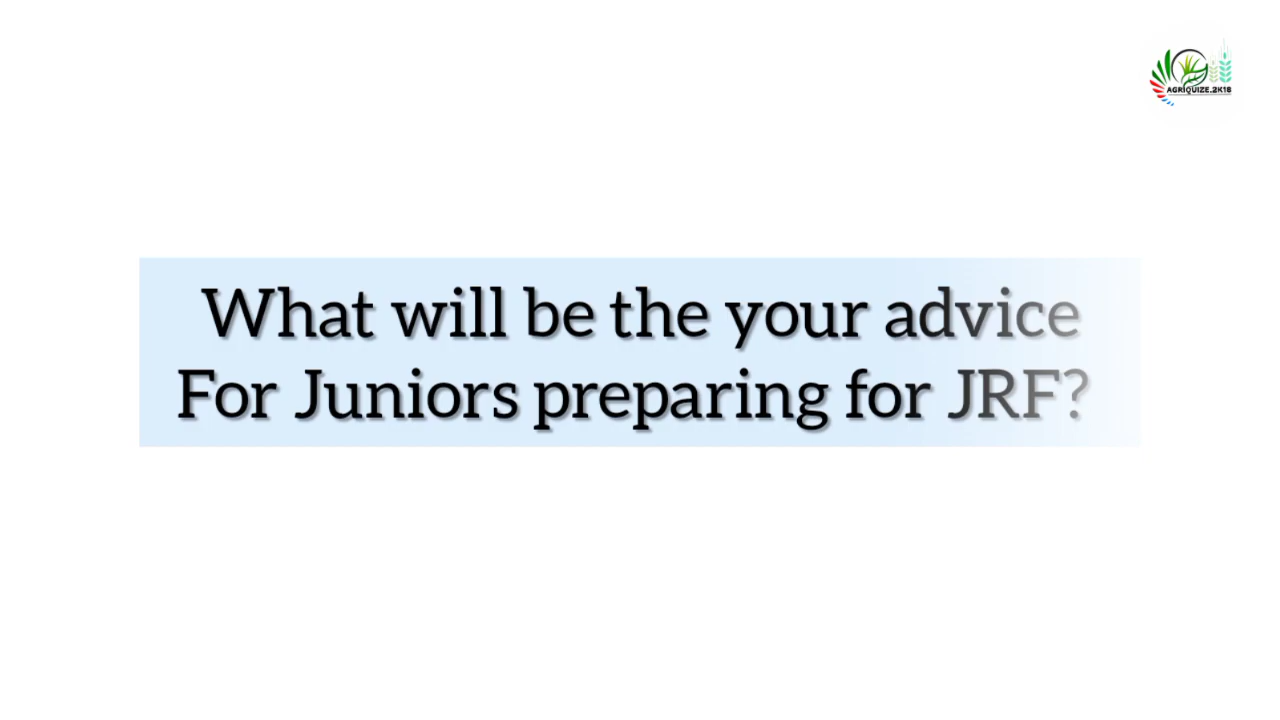 AGRIQUIZE.2K18
What will be the your advice
For Juniors preparing for JRF?